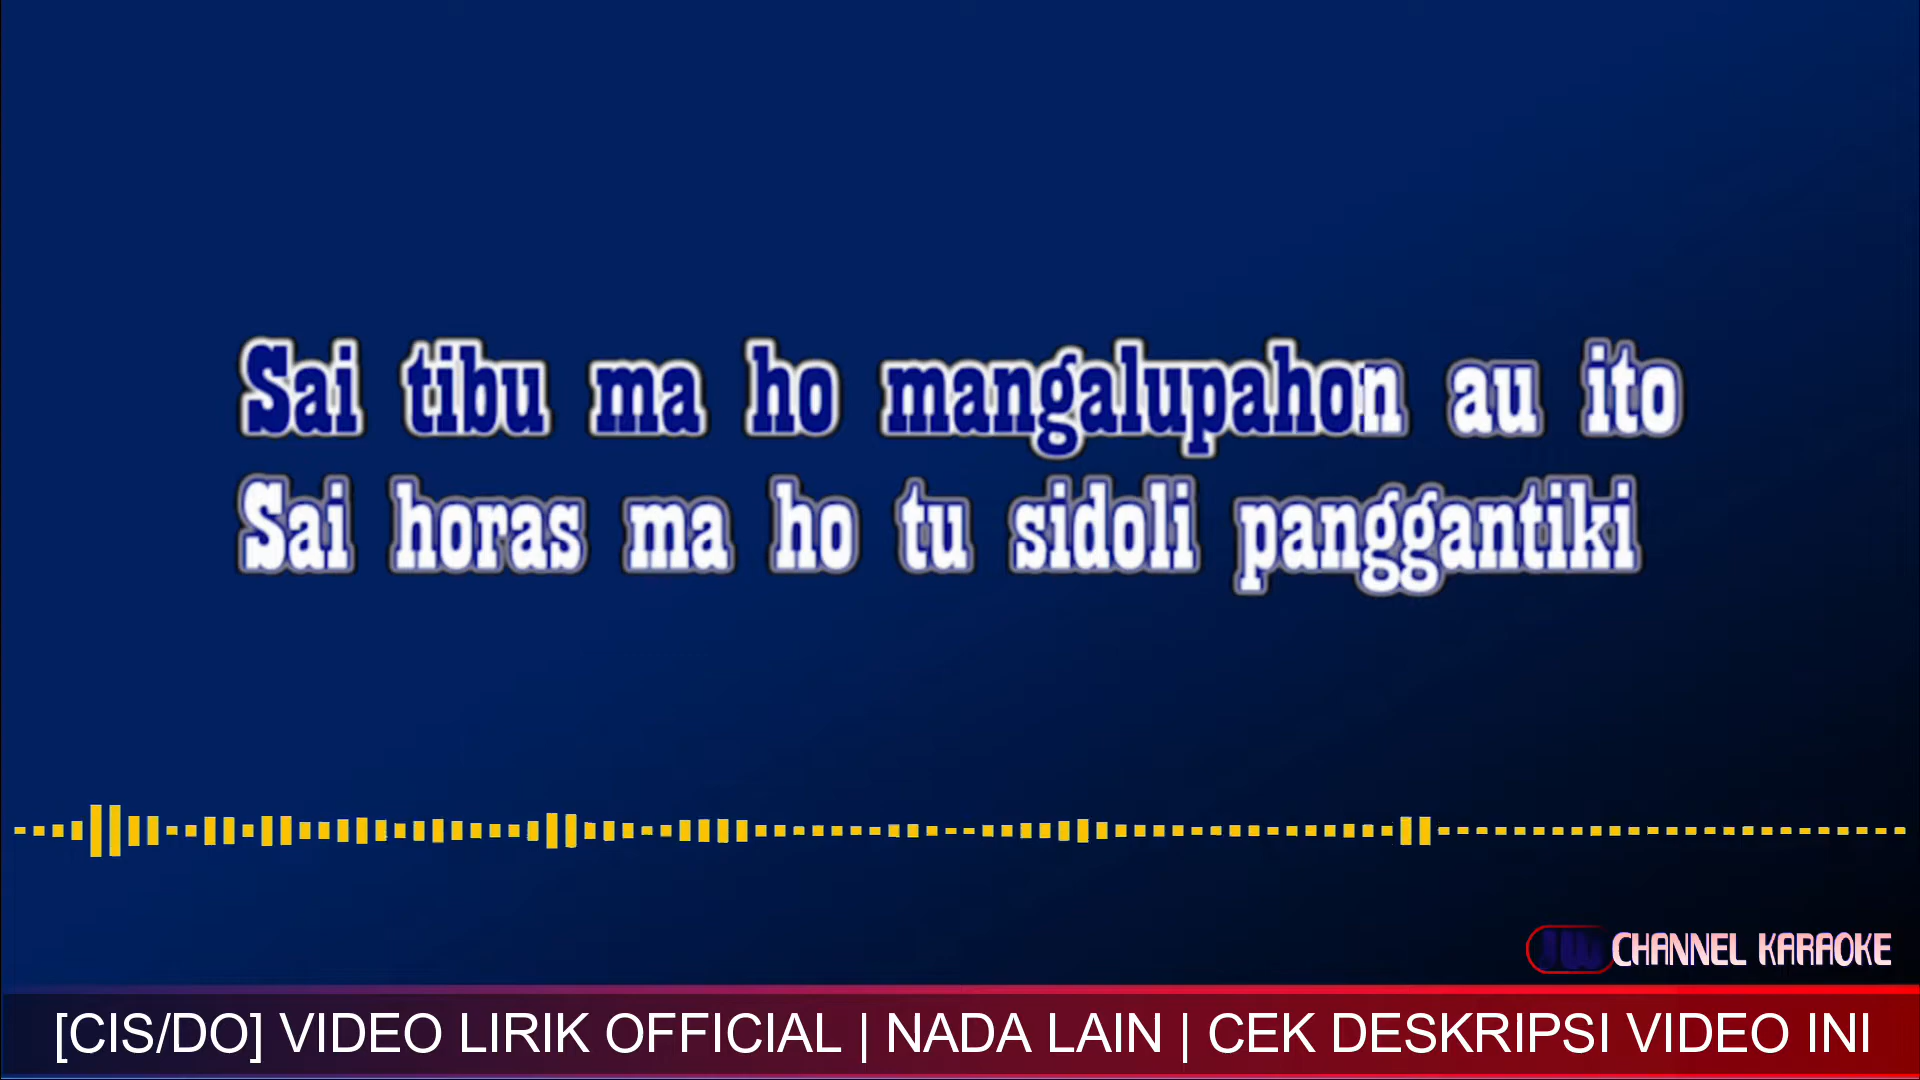 Sai tibu ma ho mangalupahon au ito
Sai horas ma ho tu sidoli panggantiki
JW CHANNEL KARAOKE
[CIS/DO] VIDEO LIRIK OFFICIAL | NADA LAIN | CEK DESKRIPSI VIDEO INI